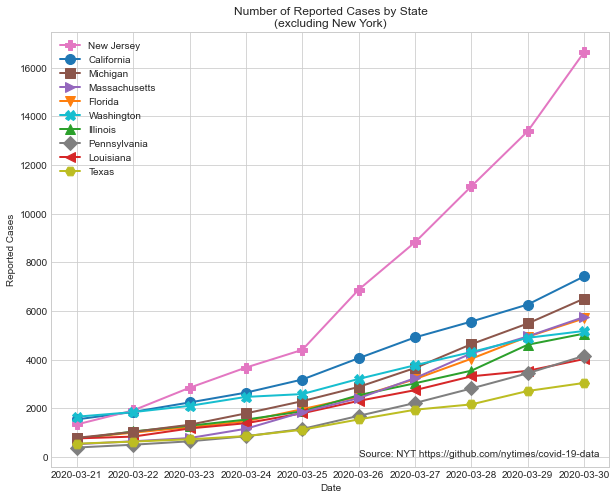 Number of Reported Cases by State
(excluding New York)
New Jersey
California
Michigan
Massachusetts
Florida
Washington
Illinois
Pennsylvania
Louisiana
Texas
16000
14000
12000
10000
8000
6000
4000
2000
0
Reported Cases
Source: NYT https://github.com/nytimes/covid-19-data
2020-03-21 2020-03-22 2020-03-23 2020-03-24 2020-03-25 2020-03-26 2020-03-27 2020-03-28 2020-03-29 2020-03-30
Date